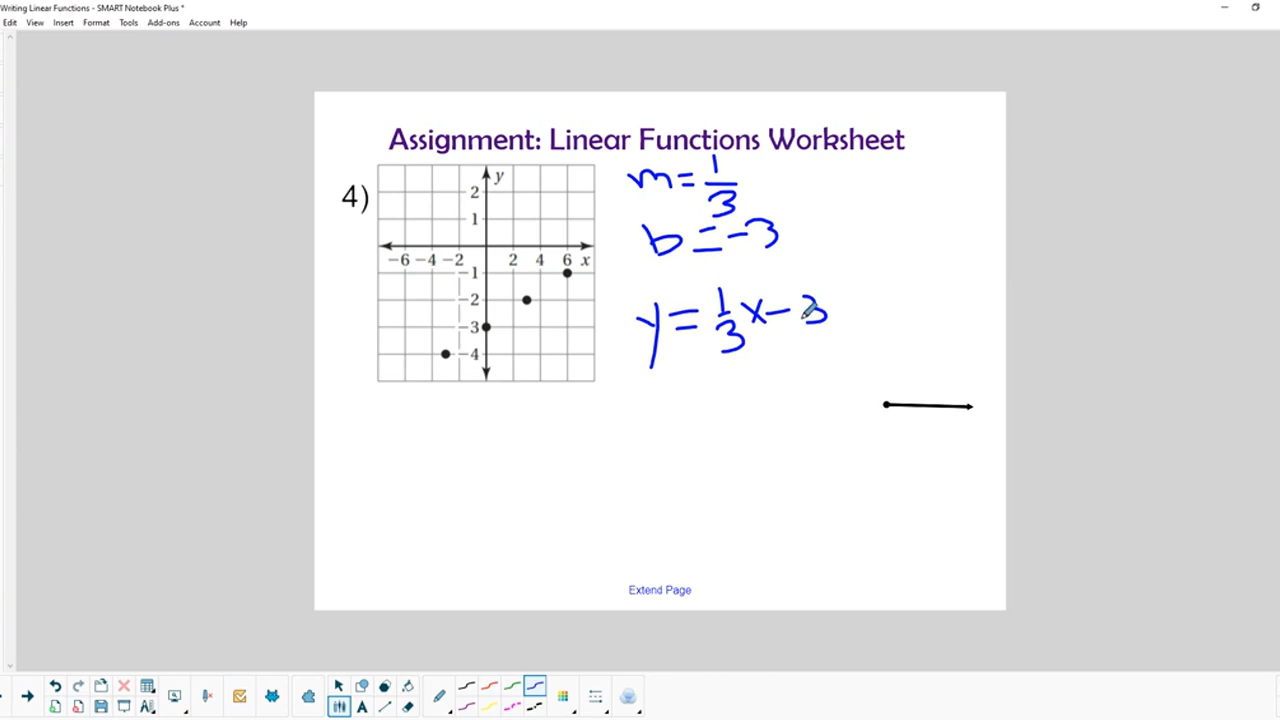 Writing Linear Functions - SMART Notebook Plus *
Edit View Insert Format Tools Add-ons Account Help
Assignment: Linear Functions Worksheet
4)
y
2
1
-6 -4 -2 2 4 6 x
-1
-2
-3
-4
m = 1/3
b = -3
y = 1/3 x - 3
Extend Page